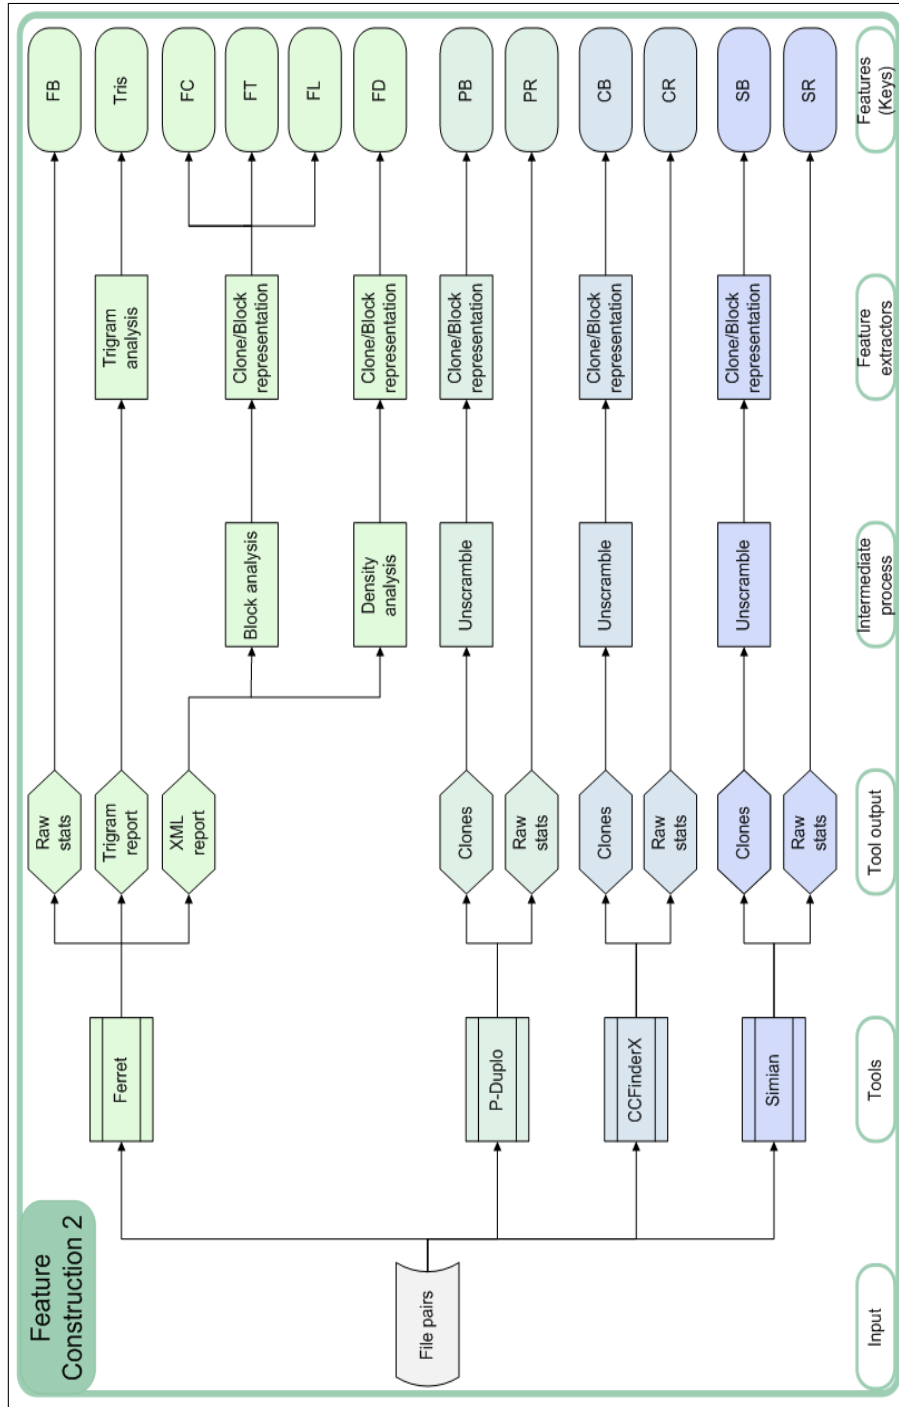 Feature
Construction 2
File pairs
Ferret
P-Duplo
CCFinderX
Simian
Raw
stats
Trigram
report
XML
report
Clones
Raw
stats
Clones
Raw
stats
Clones
Raw
stats
Block analysis
Density
analysis
Unscramble
Unscramble
Unscramble
Trigram
analysis
Clone/Block
representation
Clone/Block
representation
Clone/Block
representation
Clone/Block
representation
Clone/Block
representation
FB
Tris
FC
FT
FL
FD
PB
PR
CB
CR
SB
SR
Input
Tools
Tool output
Intermediate
process
Feature
extractors
Features
(Keys)